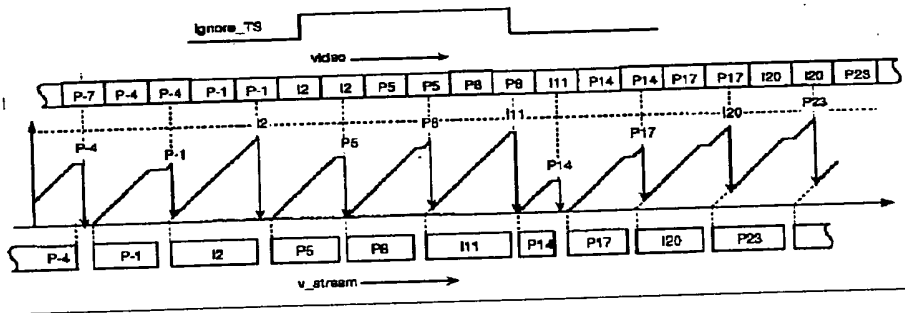 Ignore_TS
video
P-7 P-4 P-4 P-1 P-1 I2 I2 P5 P5 P8 P8 I11 P14 P14 P17 P17 I20 I20 P23
P-4 P-1 I2 P5 P8 I11 P14 P17 I20 P23
P-4 P-1 I2 P5 P8 I11 P14 P17 I20 P23
v_stream